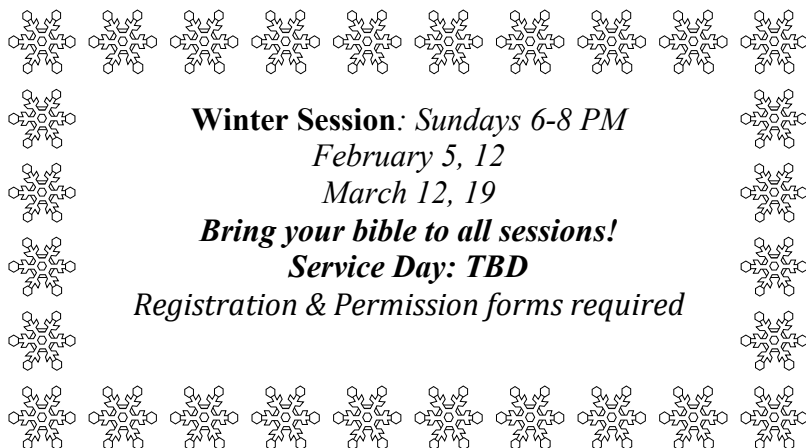 Winter Session: Sundays 6-8 PM
February 5, 12
March 12, 19
Bring your bible to all sessions!
Service Day: TBD
Registration & Permission forms required